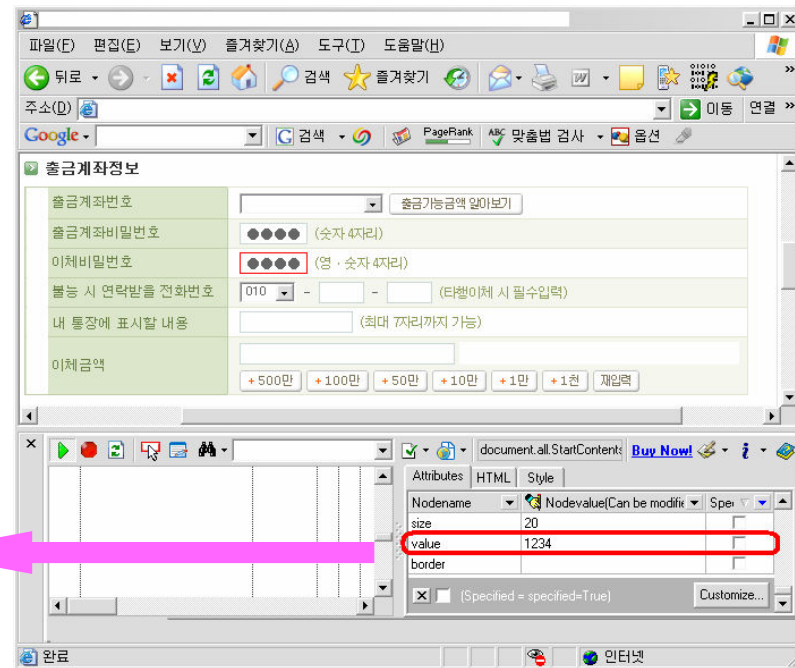 파일(F) 편집(E) 보기(V) 즐겨찾기(A) 도구(T) 도움말(H)
뒤로 검색 즐겨찾기 »
주소(D) 이동 연결 »
Google 검색 PageRank ABC 맞춤법 검사 옵션
출금계좌정보
출금계좌번호 출금가능금액 알아보기
출금계좌비밀번호 ●●●● (숫자 4자리)
이체비밀번호 ●●●● (영·숫자 4자리)
불능 시 연락받을 전화번호 010 - - (타행이체 시 필수입력)
내 통장에 표시할 내용 (최대 7자리까지 가능)
이체금액
+500만 +100만 +50만 +10만 +1만 +1천 재입력
document.all.StartContents Buy Now!
Attributes HTML Style
Nodename Nodevalue(Can be modifie Spe
size 20
value 1234
border
(Specified = specified=True) Customize...
완료 인터넷